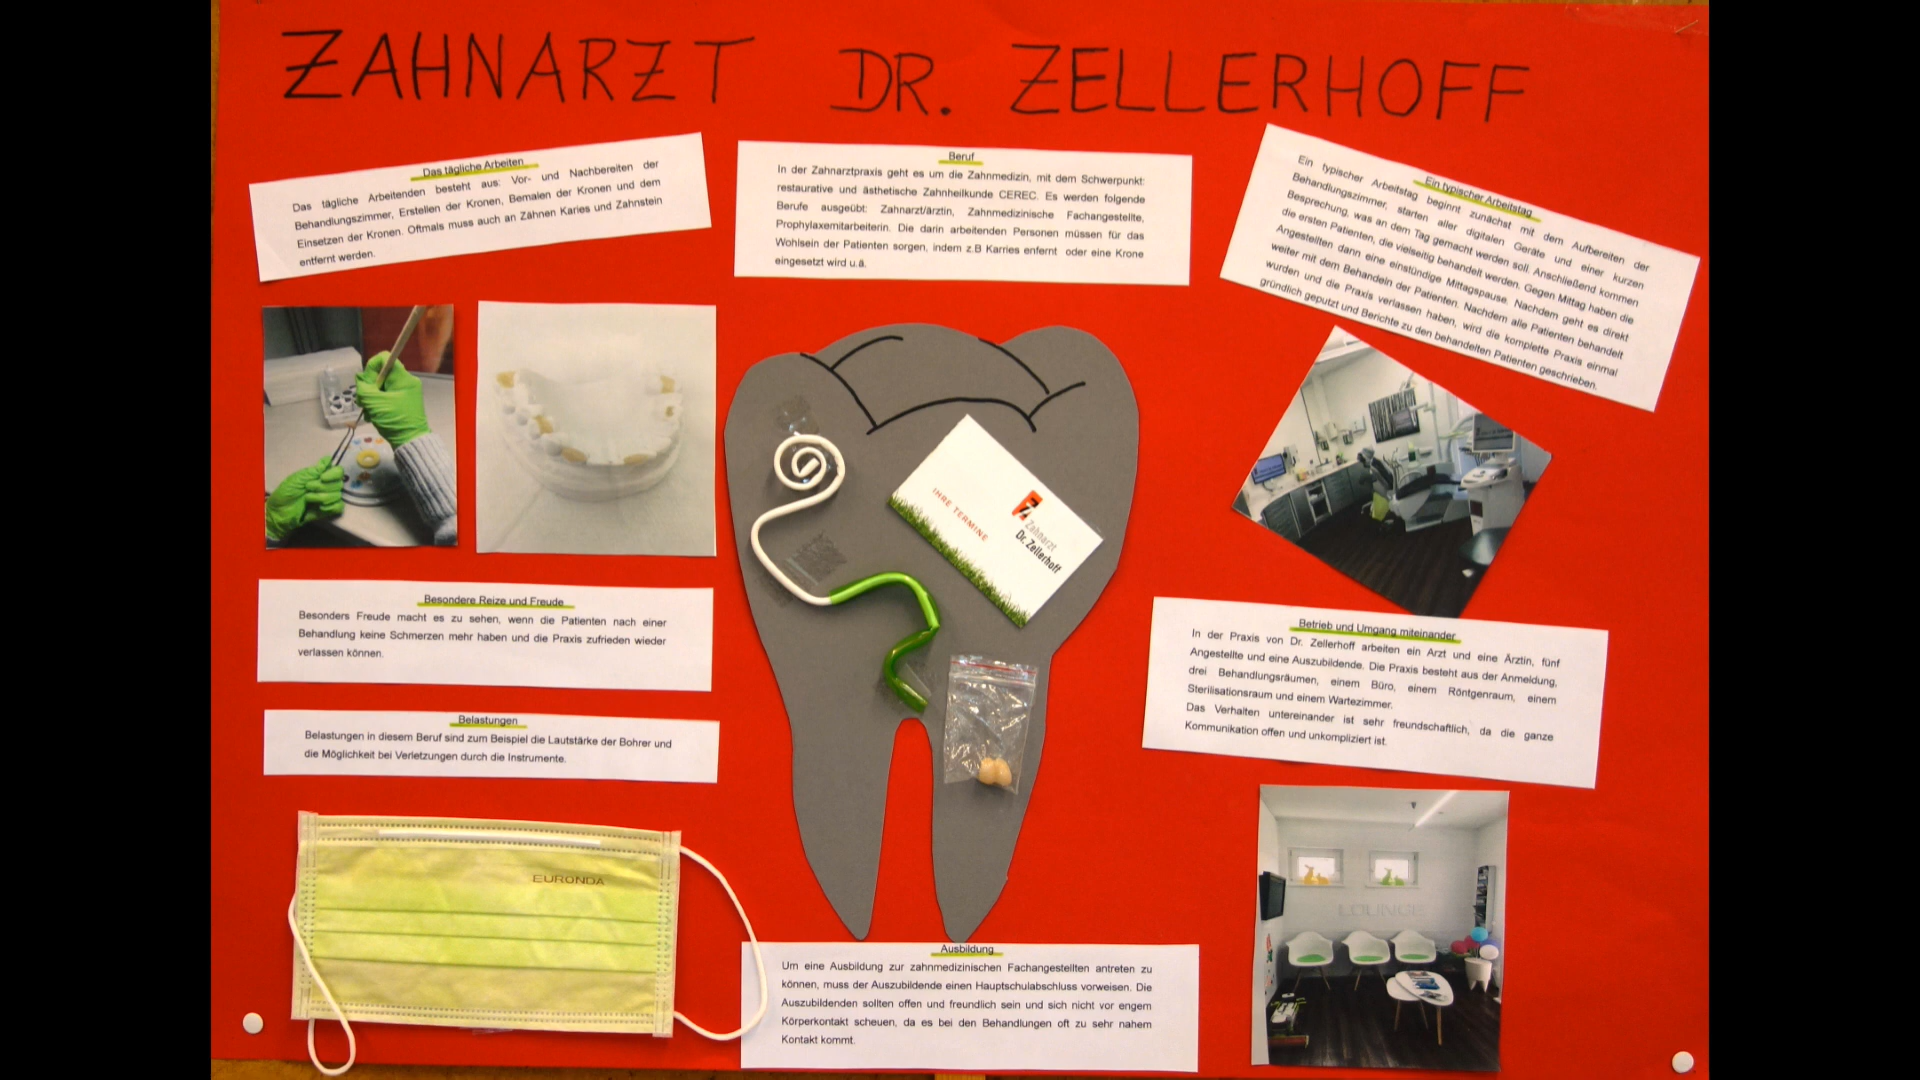 ZAHNARZT DR. ZELLERHOFF
Das tägliche Arbeiten
Das tägliche Arbeitenden besteht aus: Vor- und Nachbereiten der
Behandlungszimmer, Erstellen der Kronen, Bemalen der Kronen und dem
Einsetzen der Kronen. Oftmals muss auch an Zähnen Karies und Zahnstein
entfernt werden.
Beruf
In der Zahnarztpraxis geht es um die Zahnmedizin, mit dem Schwerpunkt:
restaurative und ästhetische Zahnheilkunde CEREC. Es werden folgende
Berufe ausgeübt: Zahnarzt/ärztin, Zahnmedizinische Fachangestellte,
Prophylaxemitarbeiterin. Die darin arbeitenden Personen müssen für das
Wohlsein der Patienten sorgen, indem z.B Karries enfernt oder eine Krone
eingesetzt wird u.ä.
Ein typischer Arbeitstag
Ein typischer Arbeitstag beginnt zunächst mit dem Aufbereiten der
Behandlungszimmer, starten aller digitalen Geräte und einer kurzen
Besprechung, was an dem Tag gemacht werden soll. Anschließend kommen
die ersten Patienten, die vielseitig behandelt werden. Gegen Mittag haben die
Angestellten dann eine einstündige Mittagspause. Nachdem geht es direkt
weiter mit dem Behandeln der Patienten. Nachdem alle Patienten behandelt
wurden und die Praxis verlassen haben, wird die komplette Praxis einmal
gründlich geputzt und Berichte zu den behandelten Patienten geschrieben.
IHRE TERMINE
Zahnarzt
Dr. Zellerhoff
Besondere Reize und Freude
Besonders Freude macht es zu sehen, wenn die Patienten nach einer
Behandlung keine Schmerzen mehr haben und die Praxis zufrieden wieder
verlassen können.
Betrieb und Umgang miteinander
In der Praxis von Dr. Zellerhoff arbeiten ein Arzt und eine Ärztin, fünf
Angestellte und eine Auszubildende. Die Praxis besteht aus der Anmeldung,
drei Behandlungsräumen, einem Büro, einem Röntgenraum, einem
Sterilisationsraum und einem Wartezimmer.
Das Verhalten untereinander ist sehr freundschaftlich, da die ganze
Kommunikation offen und unkompliziert ist.
Belastungen
Belastungen in diesem Beruf sind zum Beispiel die Lautstärke der Bohrer und
die Möglichkeit bei Verletzungen durch die Instrumente.
EURONDA
LOUNGE
Ausbildung
Um eine Ausbildung zur zahnmedizinischen Fachangestellten antreten zu
können, muss der Auszubildende einen Hauptschulabschluss vorweisen. Die
Auszubildenden sollten offen und freundlich sein und sich nicht vor engem
Körperkontakt scheuen, da es bei den Behandlungen oft zu sehr nahem
Kontakt kommt.